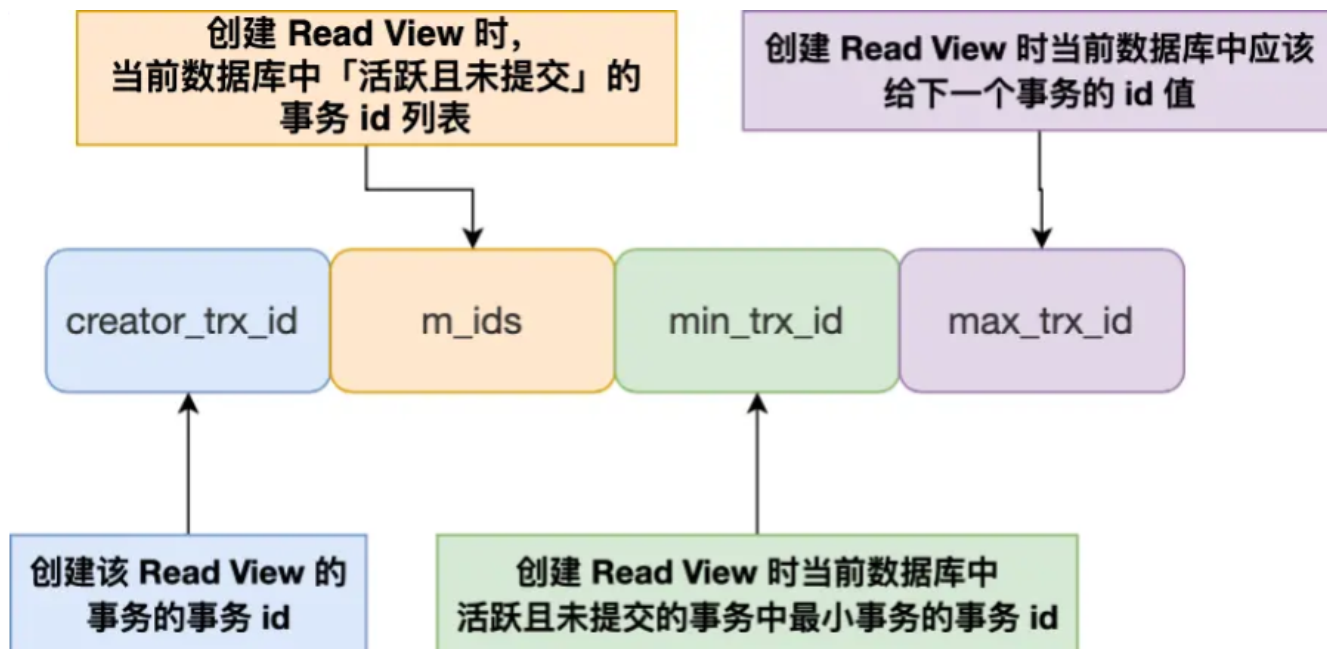 创建 Read View 时，
当前数据库中「活跃且未提交」的
事务 id 列表
创建 Read View 时当前数据库中应该
给下一个事务的 id 值
creator_trx_id
m_ids
min_trx_id
max_trx_id
创建该 Read View 的
事务的事务 id
创建 Read View 时当前数据库中
活跃且未提交的事务中最小事务的事务 id